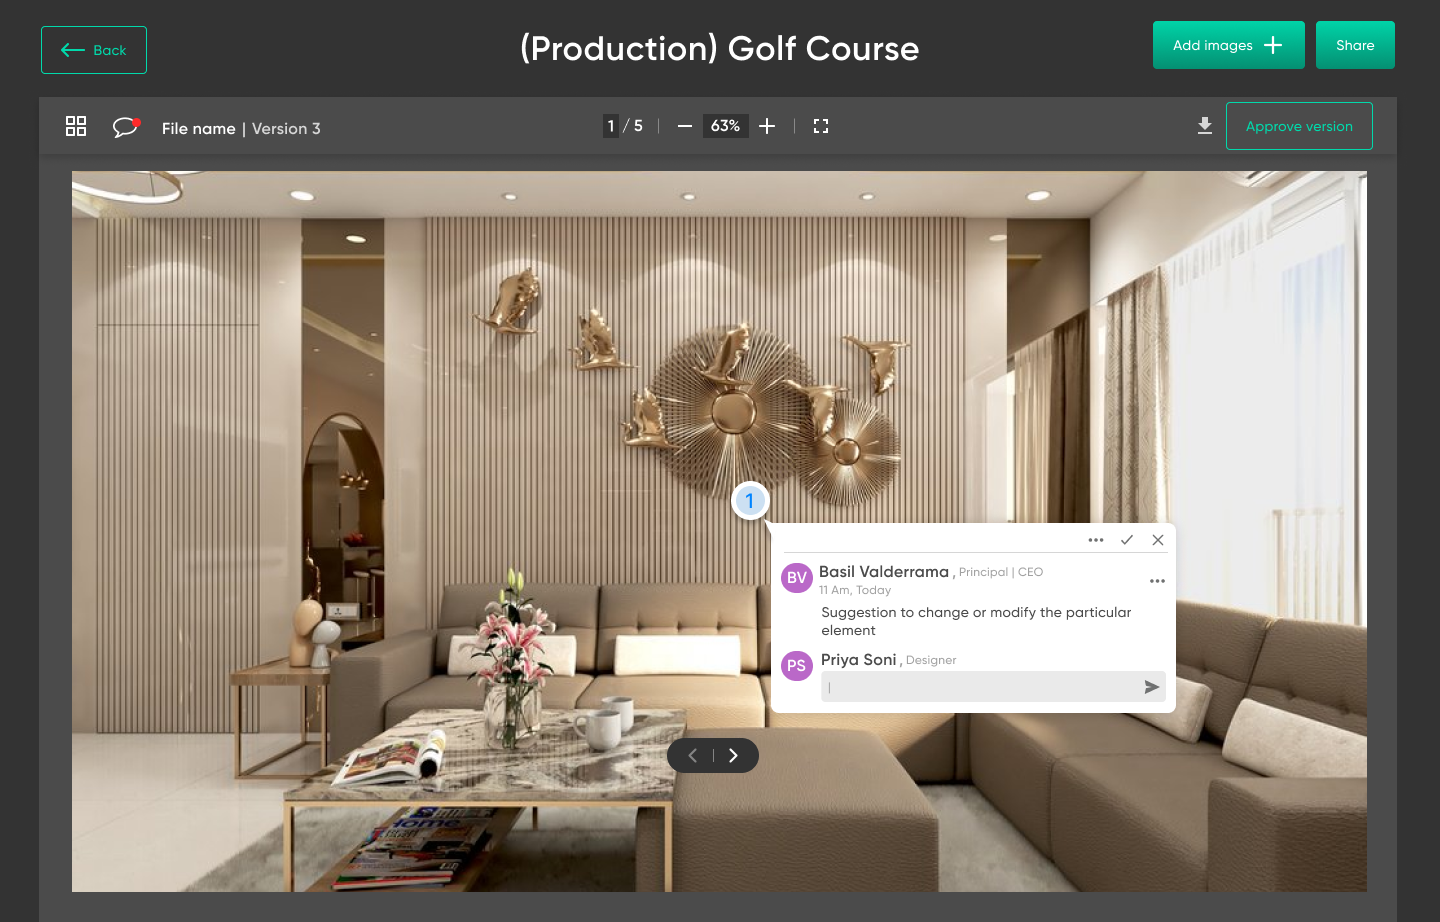 Back
(Production) Golf Course
Add images
Share
File name | Version 3
1 / 5
63%
Approve version
1
BV
Basil Valderrama , Principal | CEO
11 Am, Today
Suggestion to change or modify the particular
element
PS
Priya Soni , Designer
Home